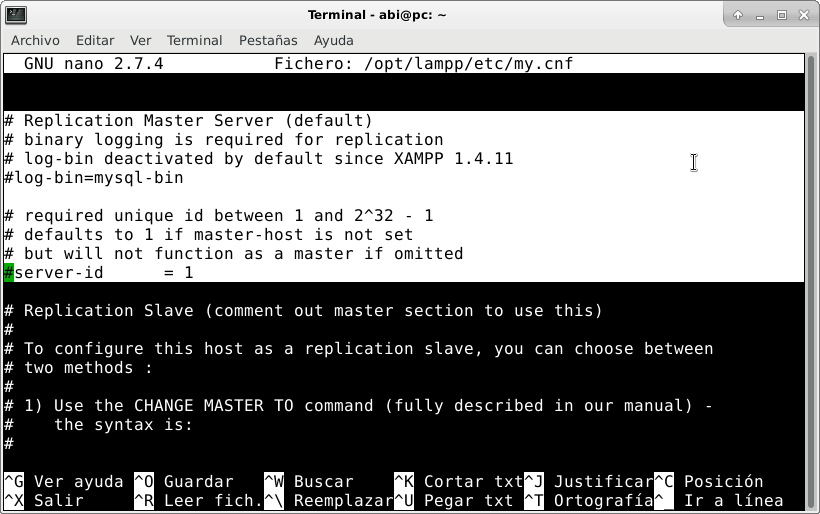 Terminal - abi@pc: ~
Archivo Editar Ver Terminal Pestañas Ayuda
GNU nano 2.7.4 Fichero: /opt/lampp/etc/my.cnf
# Replication Master Server (default)
# binary logging is required for replication
# log-bin deactivated by default since XAMPP 1.4.11
#log-bin=mysql-bin
# required unique id between 1 and 2^32 - 1
# defaults to 1 if master-host is not set
# but will not function as a master if omitted
#server-id      = 1
# Replication Slave (comment out master section to use this)
#
# To configure this host as a replication slave, you can choose between
# two methods :
#
# 1) Use the CHANGE MASTER TO command (fully described in our manual) -
#    the syntax is:
#
^G Ver ayuda ^O Guardar ^W Buscar ^K Cortar txt^J Justificar^C Posición
^X Salir ^R Leer fich.^\ Reemplazar^U Pegar txt ^T Ortografía^_ Ir a línea